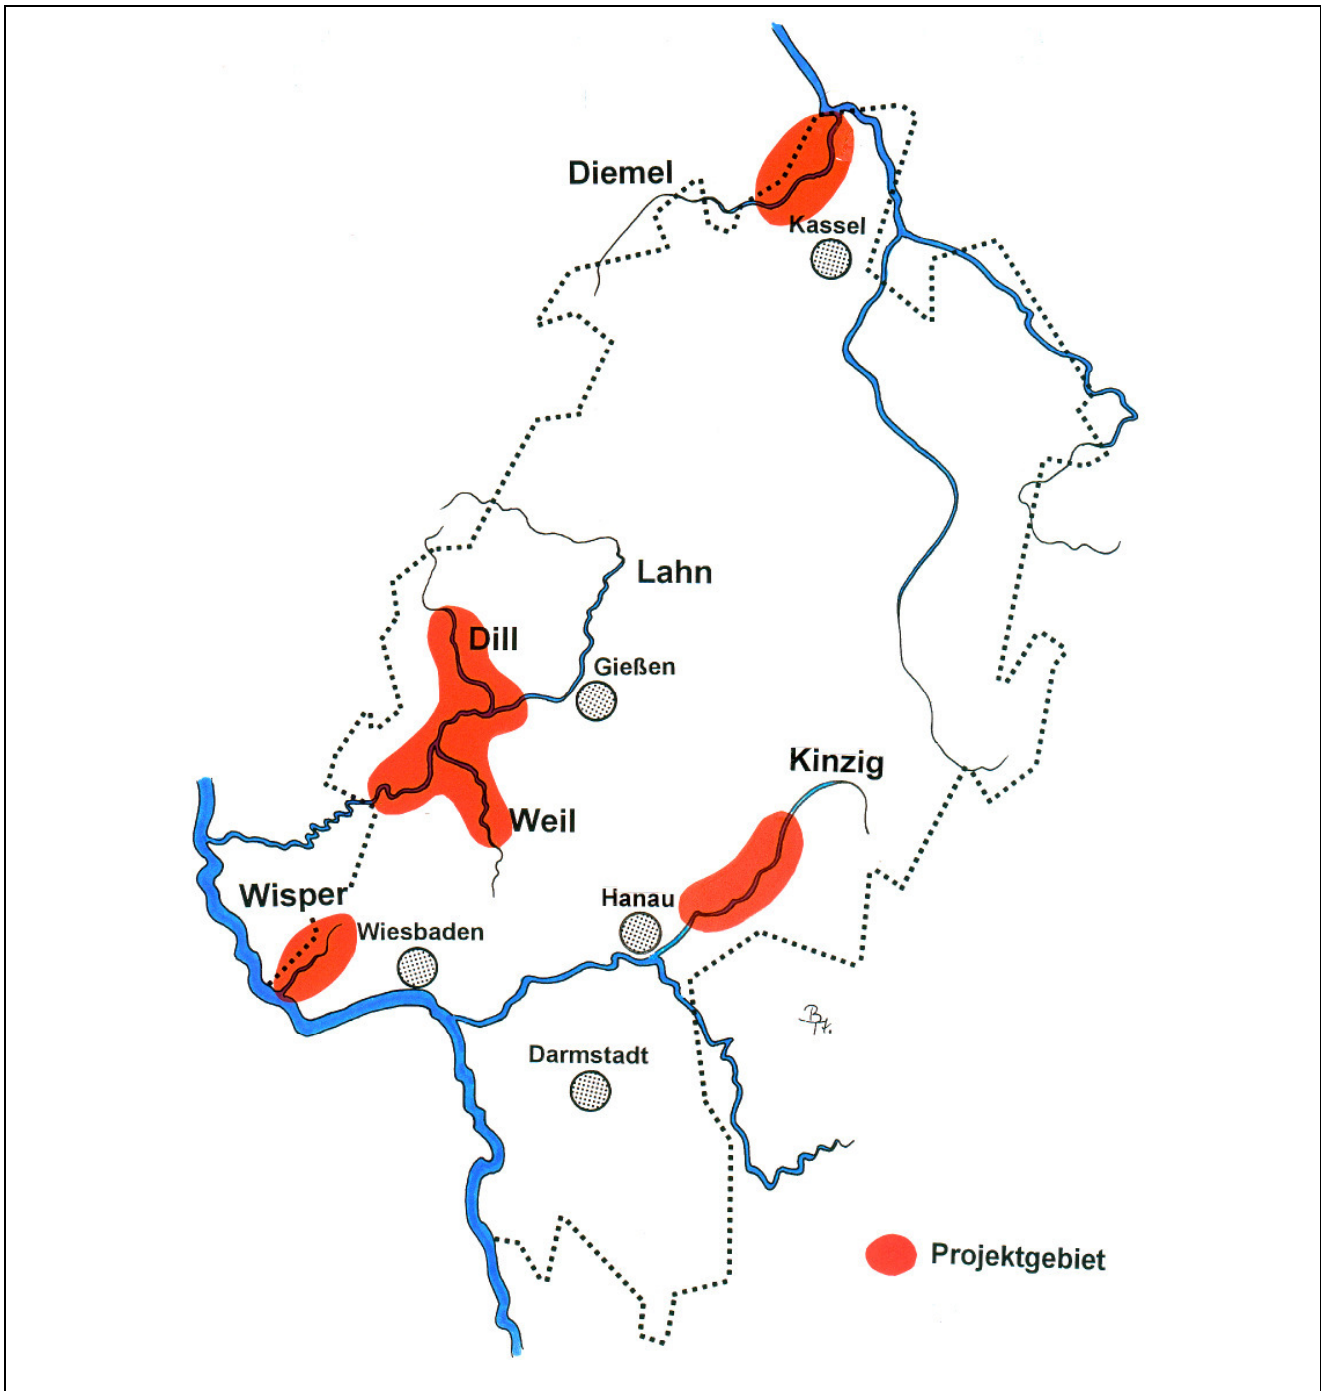 Diemel
Kassel
Lahn
Dill
Gießen
Kinzig
Weil
Wisper
Hanau
Wiesbaden
Darmstadt
Projektgebiet